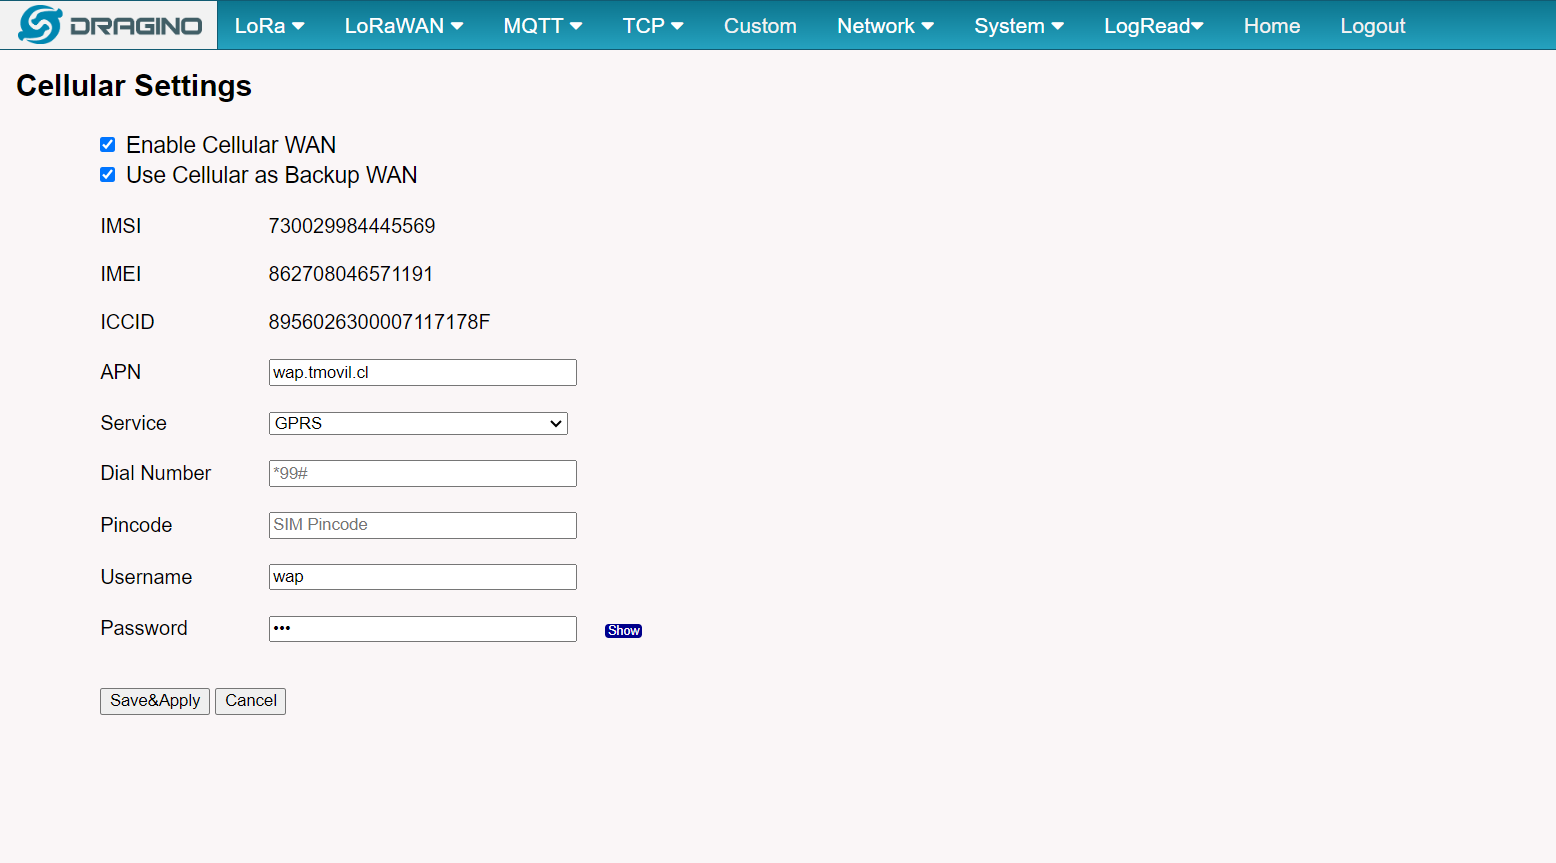 DRAGINO LoRa LoRaWAN MQTT TCP Custom Network System LogRead Home Logout
Cellular Settings
Enable Cellular WAN
Use Cellular as Backup WAN
IMSI 730029984445569
IMEI 862708046571191
ICCID 8956026300007117178F
APN wap.tmovil.cl
Service GPRS
Dial Number *99#
Pincode SIM Pincode
Username wap
Password ••• Show
Save&Apply Cancel